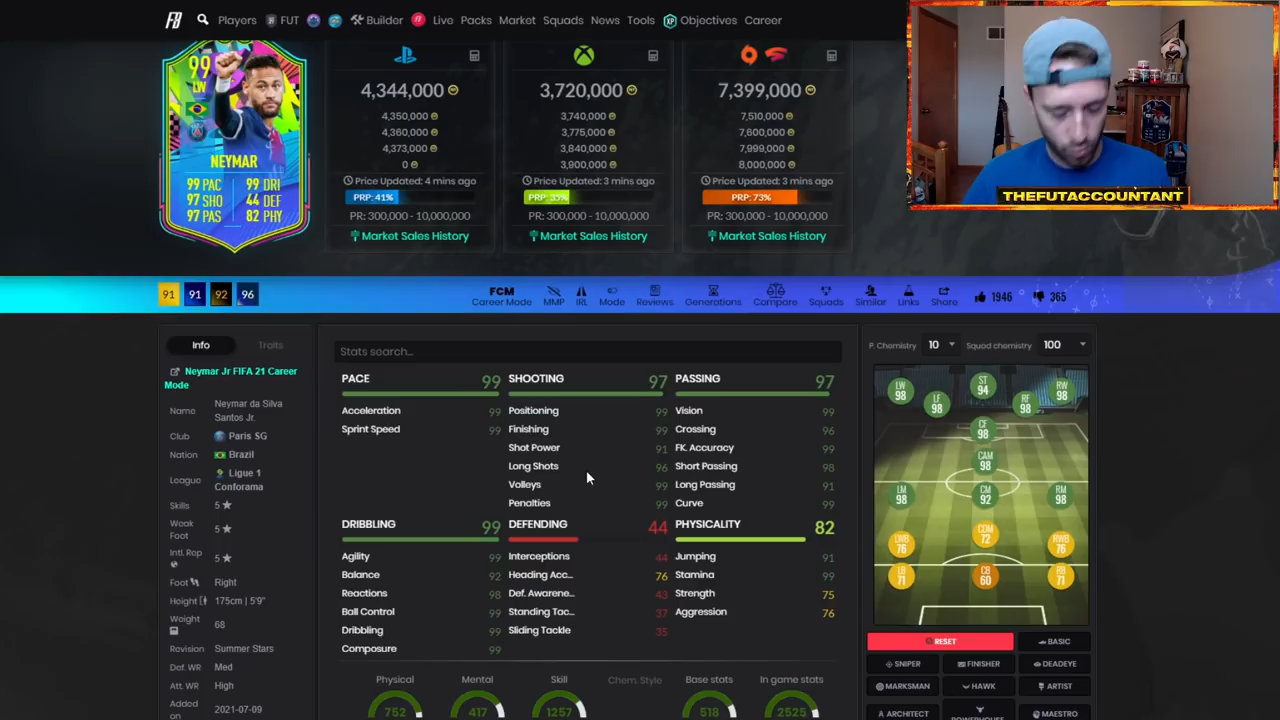 FB Players FUT Builder Live Packs Market Squads News Tools XP Objectives Career
99
LW
NEYMAR
99 PAC 99 DRI
97 SHO 44 DEF
97 PAS 82 PHY
4,344,000
4,350,000
4,360,000
4,373,000
0
Price Updated: 4 mins ago
PRP: 41%
PR: 300,000 - 10,000,000
Market Sales History
3,720,000
3,740,000
3,775,000
3,840,000
3,900,000
Price Updated: 3 mins ago
PRP: 35%
PR: 300,000 - 10,000,000
Market Sales History
7,399,000
7,510,000
7,600,000
7,999,000
8,000,000
Price Updated: 3 mins ago
PRP: 73%
PR: 300,000 - 10,000,000
Market Sales History
THEFUTACCOUNTANT
91 91 92 96
FCM
Career Mode MMP IRL Mode Reviews Generations Compare Squads Similar Links Share 1946 365
Info Traits
Neymar Jr FIFA 21 Career
Mode
Name Neymar da Silva
Santos Jr.
Club Paris SG
Nation Brazil
League Ligue 1
Conforama
Skills 5★
Weak
Foot 5★
Intl. Rep 5★
Foot Right
Height 175cm | 5'9"
Weight 68
Revision Summer Stars
Def. WR Med
Att. WR High
Added
on 2021-07-09
Stats search...
PACE 99
Acceleration 99
Sprint Speed 99
SHOOTING 97
Positioning 99
Finishing 99
Shot Power 91
Long Shots 96
Volleys 99
Penalties 99
PASSING 97
Vision 99
Crossing 96
FK. Accuracy 99
Short Passing 98
Long Passing 91
Curve 99
DRIBBLING 99
Agility 99
Balance 92
Reactions 98
Ball Control 99
Dribbling 99
Composure 99
DEFENDING 44
Interceptions 44
Heading Acc... 76
Def. Aware... 43
Standing Tac... 37
Sliding Tackle 35
PHYSICALITY 82
Jumping 91
Stamina 99
Strength 75
Aggression 76
Physical Mental Skill Chem. Style Base stats In game stats
752 417 1257 518 2525
P. Chemistry 10 Squad chemistry 100
ST
94
LW
98
RW
98
LF
98
RF
98
CF
98
CAM
98
LM
98
CM
92
RM
98
CDM
72
LWB
76
RWB
76
LB
71
CB
60
RB
71
RESET BASIC
SNIPER FINISHER DEADEYE
MARKSMAN HAWK ARTIST
ARCHITECT POWERHOUSE MAESTRO